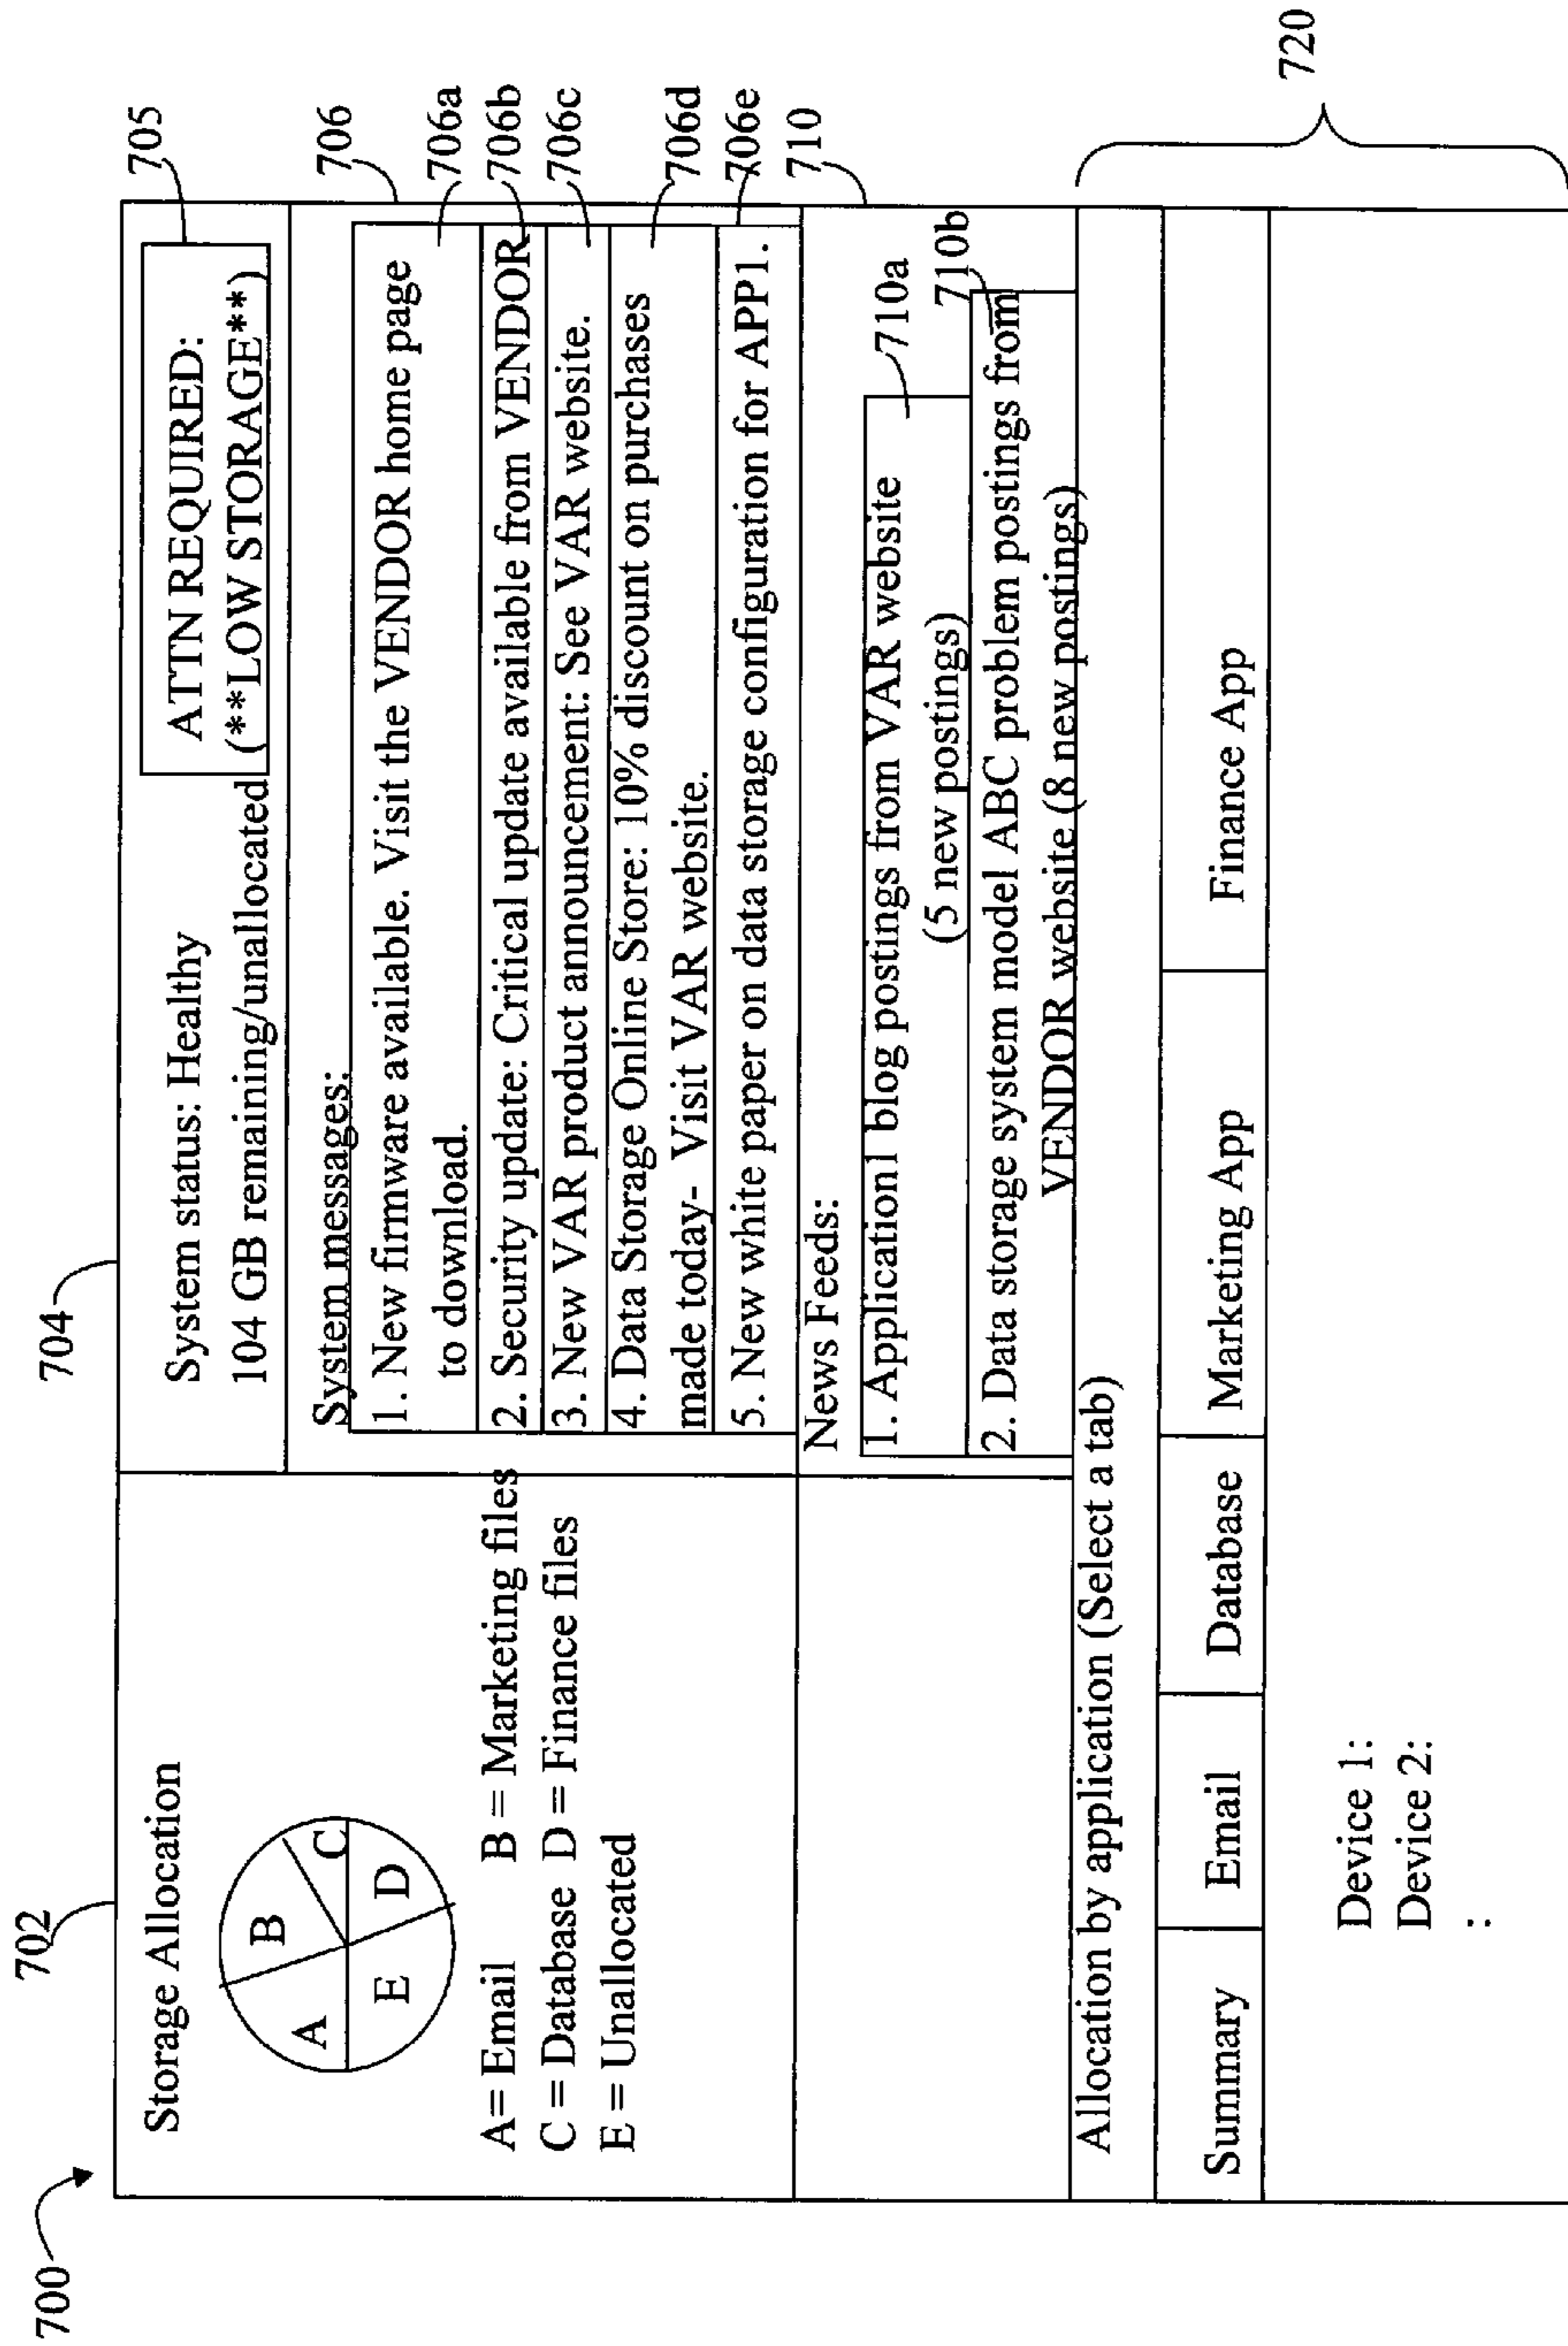 700
702
704
Storage Allocation
A
B
C
D
E
A= Email B = Marketing files
C = Database D = Finance files
E = Unallocated
System status: Healthy
104 GB remaining/unallocated
ATTN REQUIRED:
(**LOW STORAGE**)
705
System messages:
706
1. New firmware available. Visit the VENDOR home page
to download.
706a
2. Security update: Critical update available from VENDOR
706b
3. New VAR product announcement: See VAR website.
706c
4. Data Storage Online Store: 10% discount on purchases
made today- Visit VAR website.
706d
5. New white paper on data storage configuration for APP1.
706e
News Feeds:
710
1. Application1 blog postings from VAR website
(5 new postings)
710a
2. Data storage system model ABC problem postings from
VENDOR website (8 new postings)
710b
Allocation by application (Select a tab)
Summary Email Database Marketing App Finance App
Device 1:
Device 2:
:
720